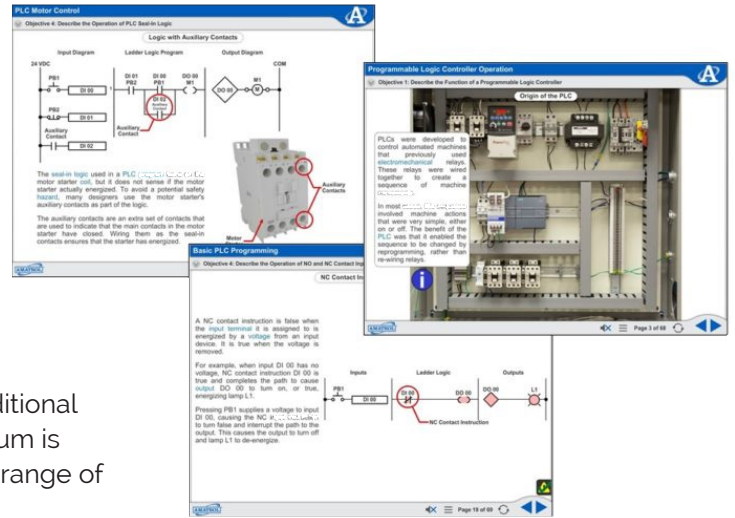 PLC Motor Control
Objective 4: Describe the Operation of PLC Seal-In Logic
Logic with Auxiliary Contacts
Input Diagram
Ladder Logic Program
Output Diagram
24 VDC
COM
PB1
DI 00
1
DI 01
PB2
DI 00
PB1
DO 00
M1
DO 00
M1
M
PB2
DI 01
DI 02
Auxiliary
Contact
Auxiliary
Contact
Auxiliary
Contact
DI 02
The seal-in logic used in a PLC
motor starter coil, but it does not sense if the motor
starter actually energized. To avoid a potential safety
hazard, many designers use the motor starter's
auxiliary contacts as part of the logic.
The auxiliary contacts are an extra set of contacts that
are used to indicate that the main contacts in the motor
starter have closed. Wiring them as the seal-in
contacts ensures that the starter has energized.
Auxiliary
Contacts
Motor
AMATROL
Programmable Logic Controller Operation
Objective 1: Describe the Function of a Programmable Logic Controller
Origin of the PLC
PLCs were developed to
control automated machines
that previously used
electromechanical relays.
These relays were wired
together to create a
sequence of machine
In most
involved machine actions
that were very simple, either
on or off. The benefit of the
PLC was that it enabled the
sequence to be changed by
reprogramming, rather than
re-wiring relays.
i
AMATROL
Page 3 of 68
Basic PLC Programming
Objective 4: Describe the Operation of NO and NC Contact
NC Contact
A NC contact instruction is false when
the input terminal it is assigned to is
energized by a voltage from an input
device. It is true when the voltage is
removed.
For example, when input DI 00 has no
voltage, NC contact instruction DI 00 is
true and completes the path to cause
output DO 00 to turn on, or true,
energizing lamp L1.
Pressing PB1 supplies a voltage to input
DI 00, causing the NC
to turn false and interrupt the path to the
output. This causes the output to turn off
and lamp L1 to de-energize.
Inputs
Ladder Logic
Outputs
PB1
DI 00
DI 00
DO 00
DO 00
L1
NC Contact Instruction
AMATROL
Page 19 of 60
ditional
um is
range of